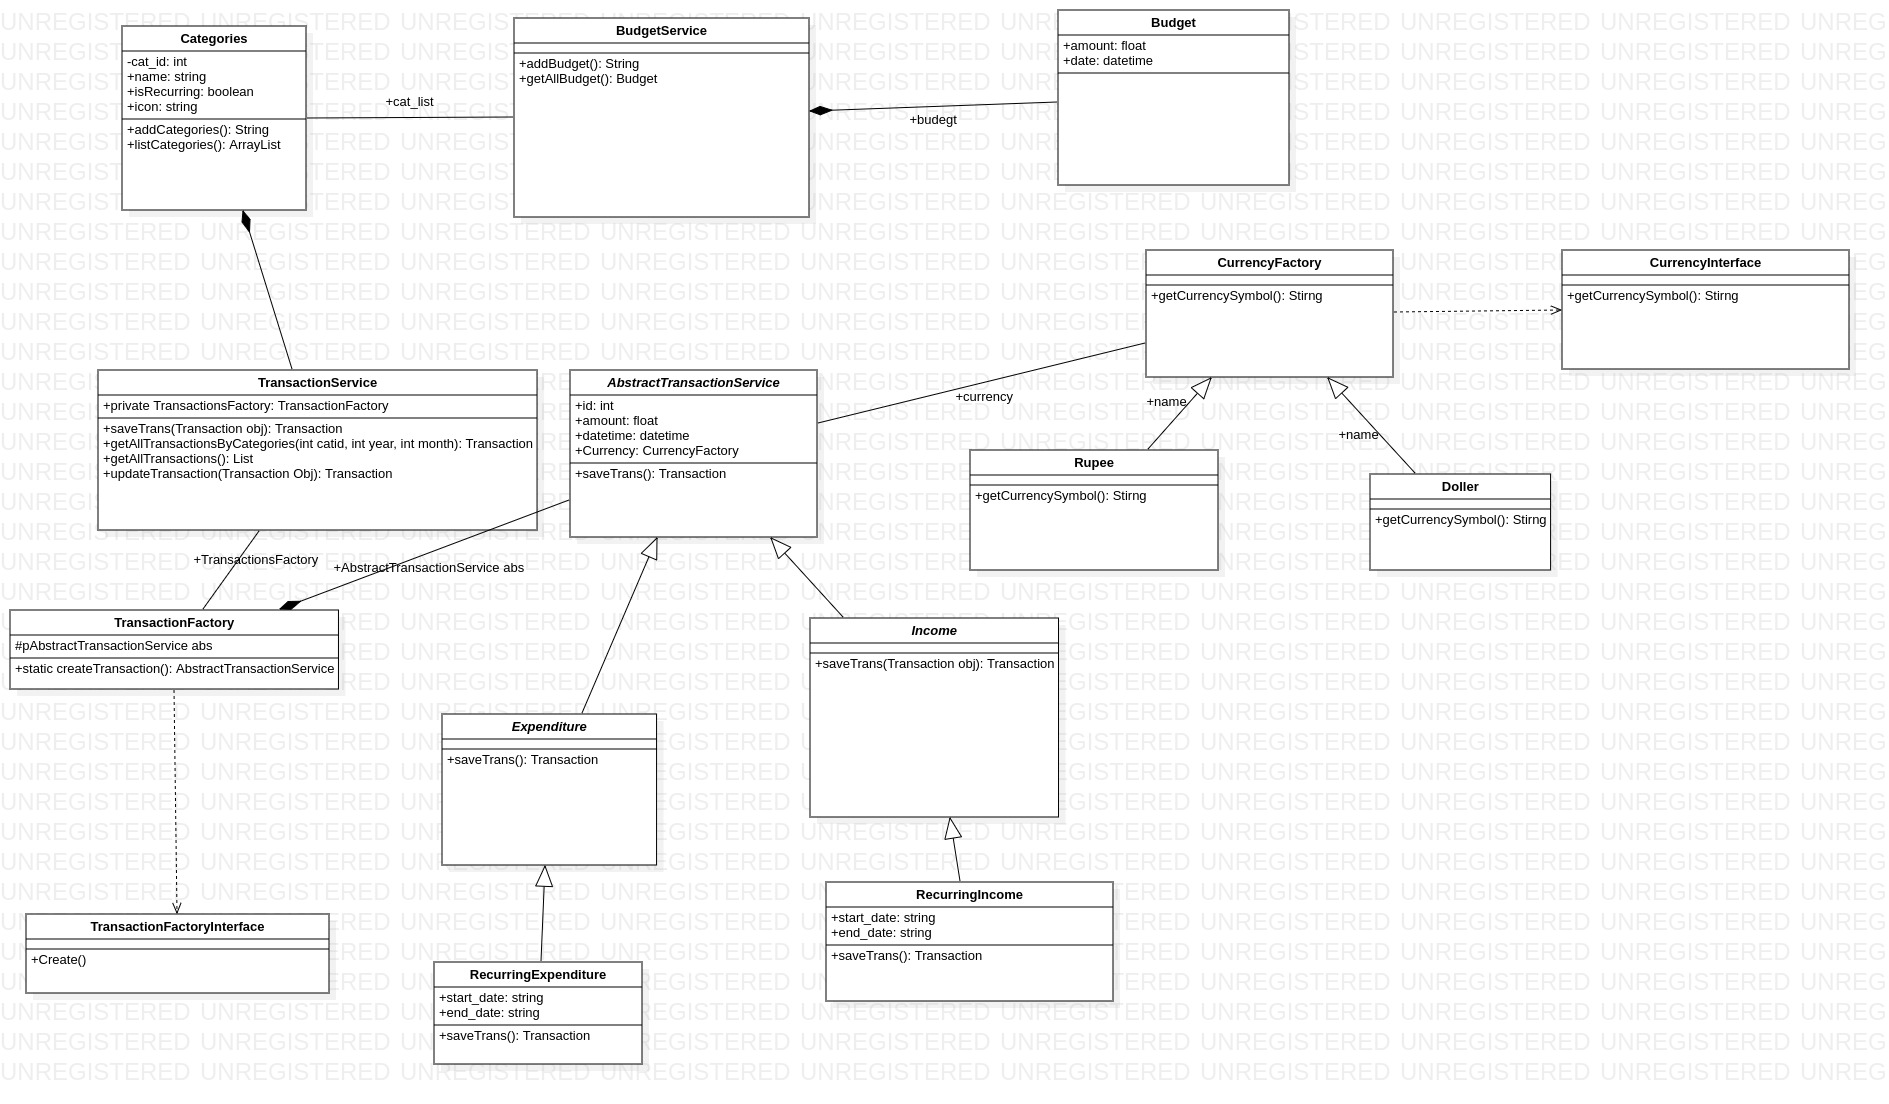 Categories
-cat_id: int
+name: string
+isRecurring: boolean
+icon: string
+addCategories(): String
+listCategories(): ArrayList
+cat_list
BudgetService
+addBudget(): String
+getAllBudget(): Budget
+budegt
Budget
+amount: float
+date: datetime
CurrencyFactory
+getCurrencySymbol(): Stirng
CurrencyInterface
+getCurrencySymbol(): Stirng
TransactionService
+private TransactionsFactory: TransactionFactory
+saveTrans(Transaction obj): Transaction
+getAllTransactionsByCategories(int catid, int year, int month): Transaction
+getAllTransactions(): List
+updateTransaction(Transaction Obj): Transaction
AbstractTransactionService
+id: int
+amount: float
+datetime: datetime
+Currency: CurrencyFactory
+saveTrans(): Transaction
+currency
+name
+name
Rupee
+getCurrencySymbol(): Stirng
Doller
+getCurrencySymbol(): Stirng
+TransactionsFactory
+AbstractTransactionService abs
TransactionFactory
#pAbstractTransactionService abs
+static createTransaction(): AbstractTransactionService
Income
+saveTrans(Transaction obj): Transaction
Expenditure
+saveTrans(): Transaction
RecurringIncome
+start_date: string
+end_date: string
+saveTrans(): Transaction
TransactionFactoryInterface
+Create()
RecurringExpenditure
+start_date: string
+end_date: string
+saveTrans(): Transaction
UNREGISTERED